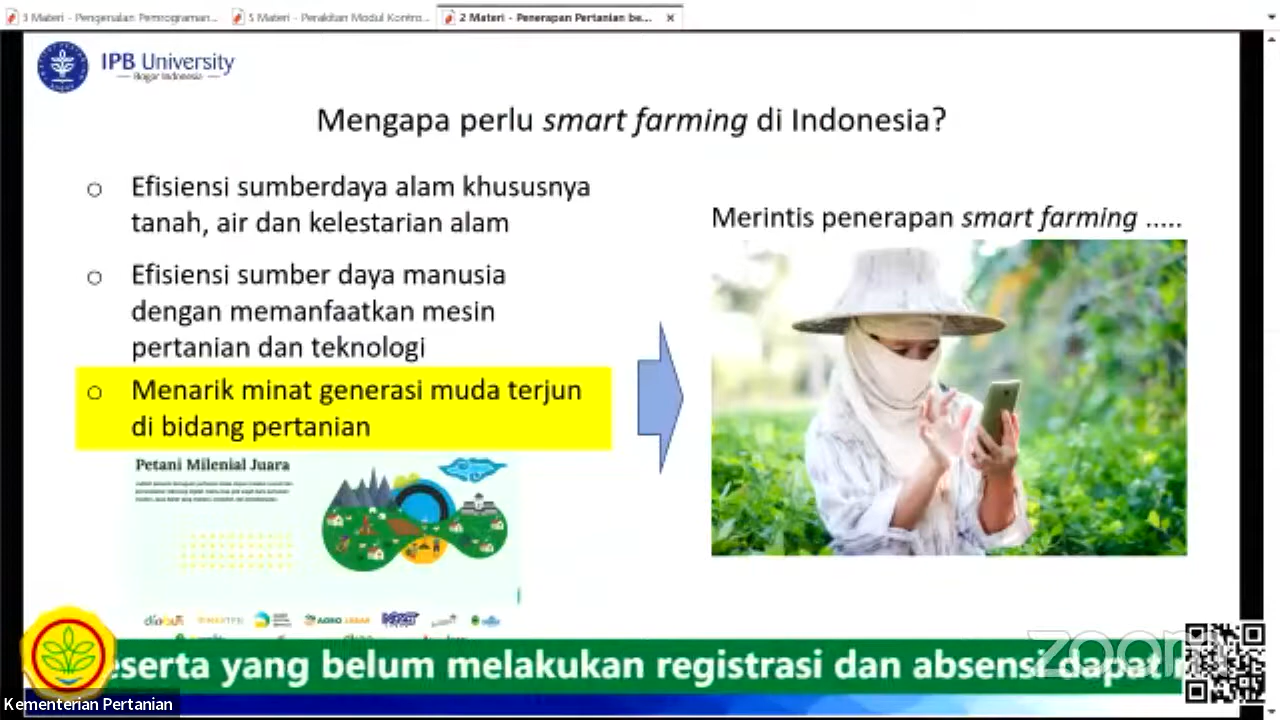 3 Materi - Pengenalan Pemrograman...
5 Materi - Perakitan Modul Kontro...
2 Materi - Penerapan Pertanian be...
IPB University
Bogor Indonesia
Mengapa perlu smart farming di Indonesia?
○ Efisiensi sumberdaya alam khususnya
tanah, air dan kelestarian alam
○ Efisiensi sumber daya manusia
dengan memanfaatkan mesin
pertanian dan teknologi
○ Menarik minat generasi muda terjun
di bidang pertanian
Merintis penerapan smart farming .....
Petani Milenial Juara
eserta yang belum melakukan registrasi dan absensi dapat
zoom
Kementerian Pertanian